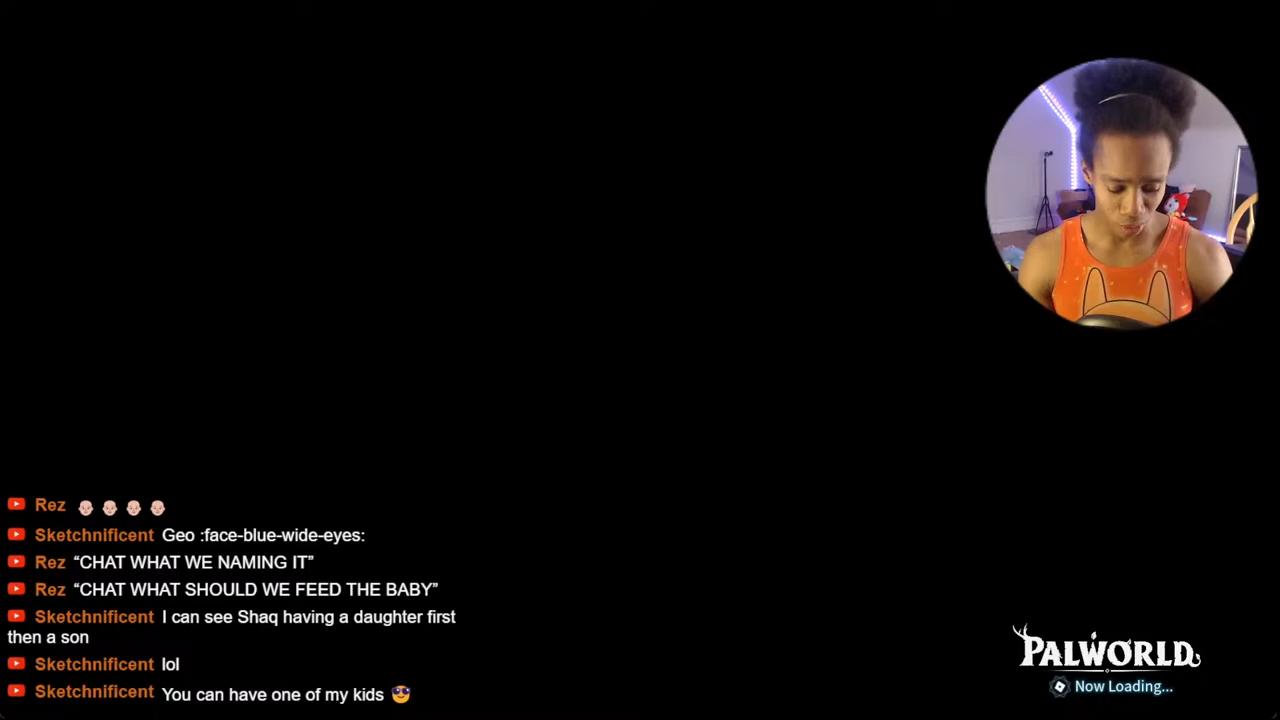 Rez
Sketchnificent Geo :face-blue-wide-eyes:
Rez “CHAT WHAT WE NAMING IT”
Rez “CHAT WHAT SHOULD WE FEED THE BABY”
Sketchnificent I can see Shaq having a daughter first
then a son
Sketchnificent lol
Sketchnificent You can have one of my kids 😎
PALWORLD
Now Loading...